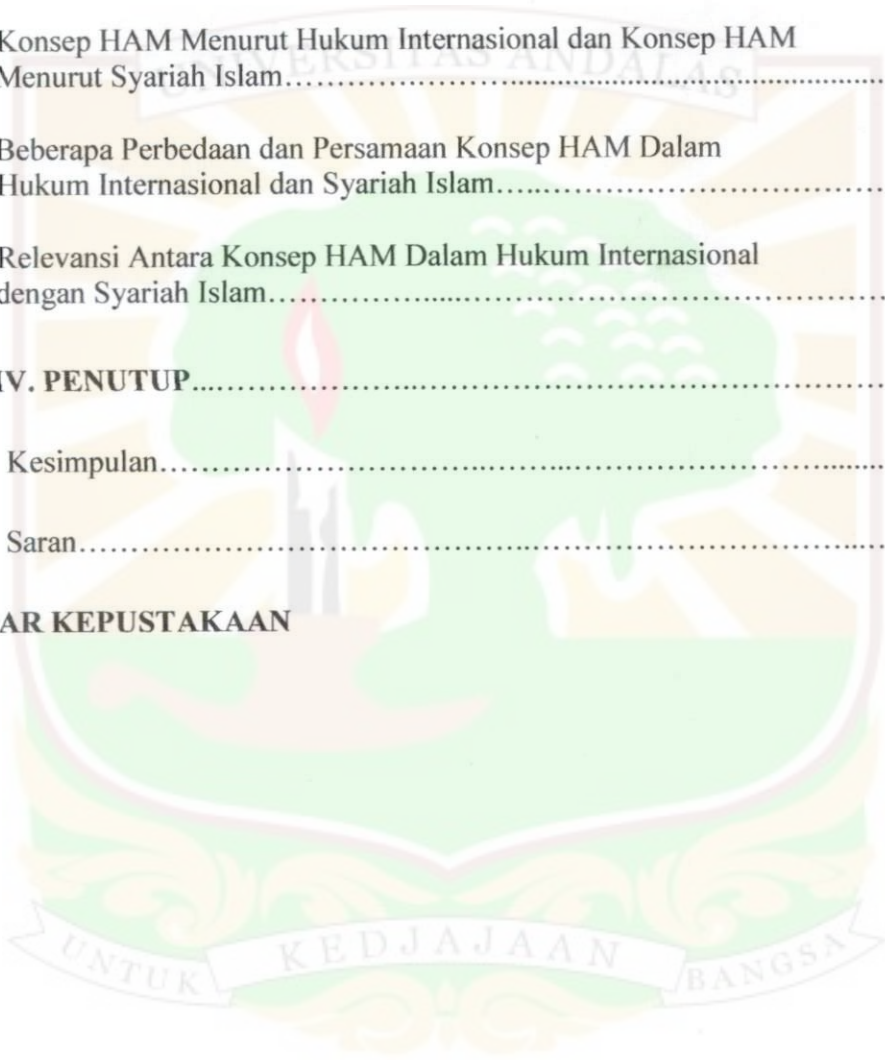 UNIVERSITAS ANDALAS
Konsep HAM Menurut Hukum Internasional dan Konsep HAM
Menurut Syariah Islam........................................................................
Beberapa Perbedaan dan Persamaan Konsep HAM Dalam
Hukum Internasional dan Syariah Islam................................................
Relevansi Antara Konsep HAM Dalam Hukum Internasional
dengan Syariah Islam........................................................................
IV. PENUTUP....................................................................................
Kesimpulan........................................................................................
Saran................................................................................................
AR KEPUSTAKAAN
UNTUK KEDJAJAAN BANGSA